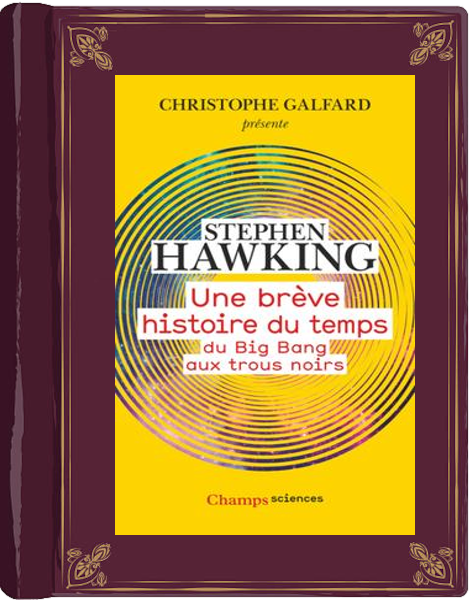 CHRISTOPHE GALFARD
présente
STEPHEN
HAWKING
Une brève
histoire du temps
du Big Bang
aux trous noirs
Champs sciences